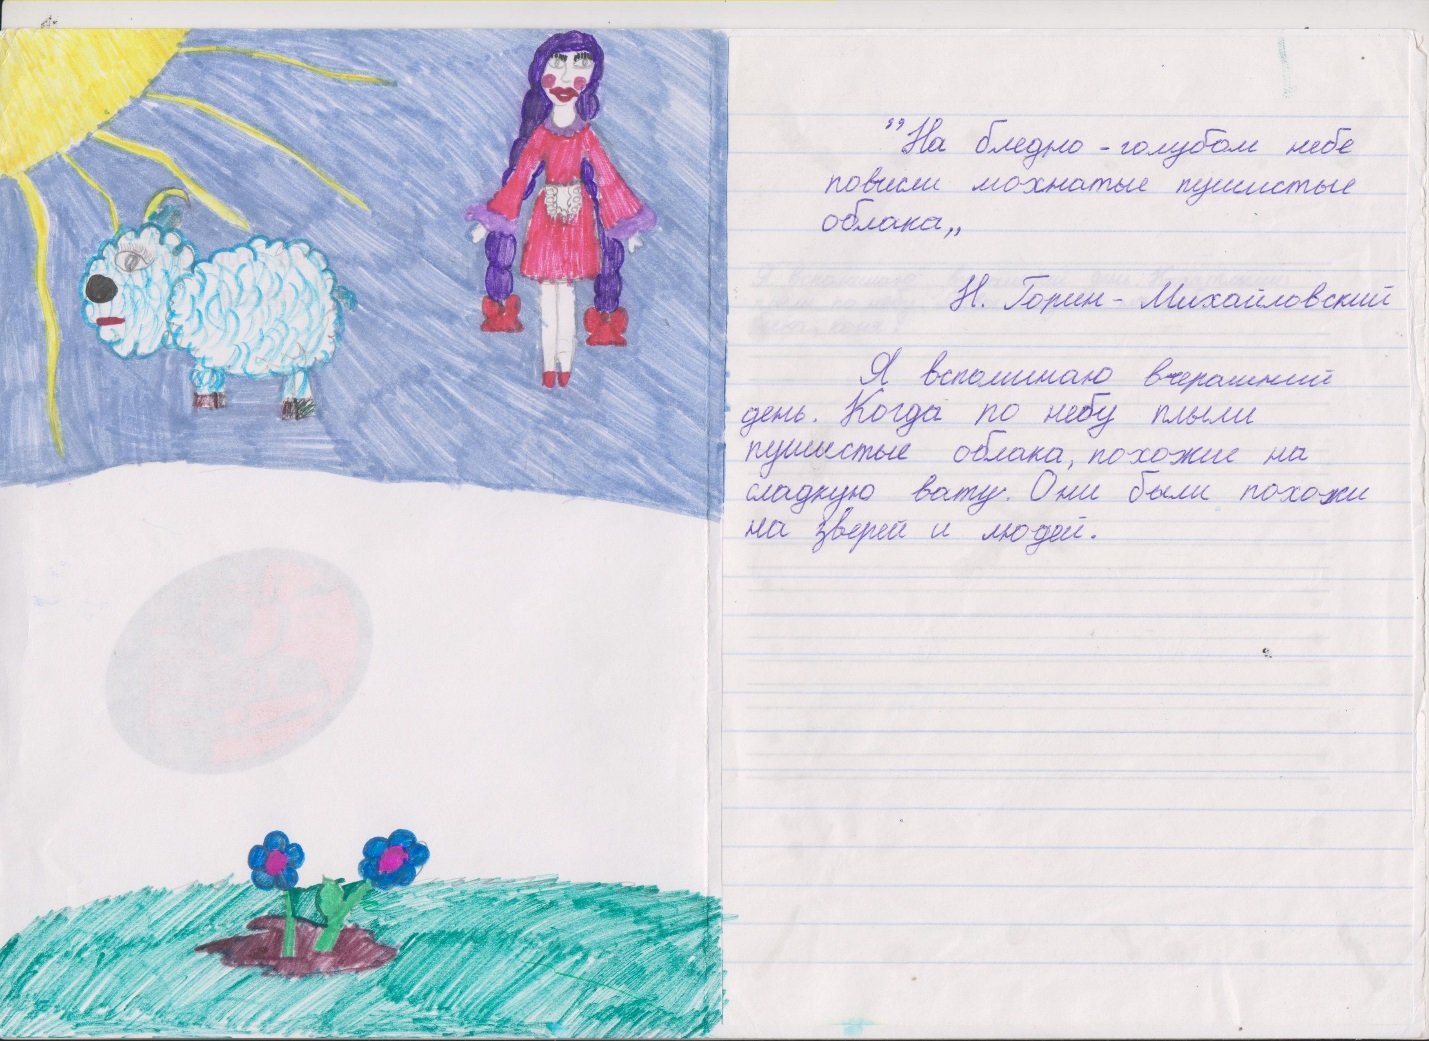 "На бледно-голубом небе
повисли мохнатые пушистые
облака„
Н. Горин-Михайловский
Я вспоминаю вчерашний
день. Когда по небу плыли
пушистые облака, похожие на
сладкую вату. Они были похожи
на зверей и людей.